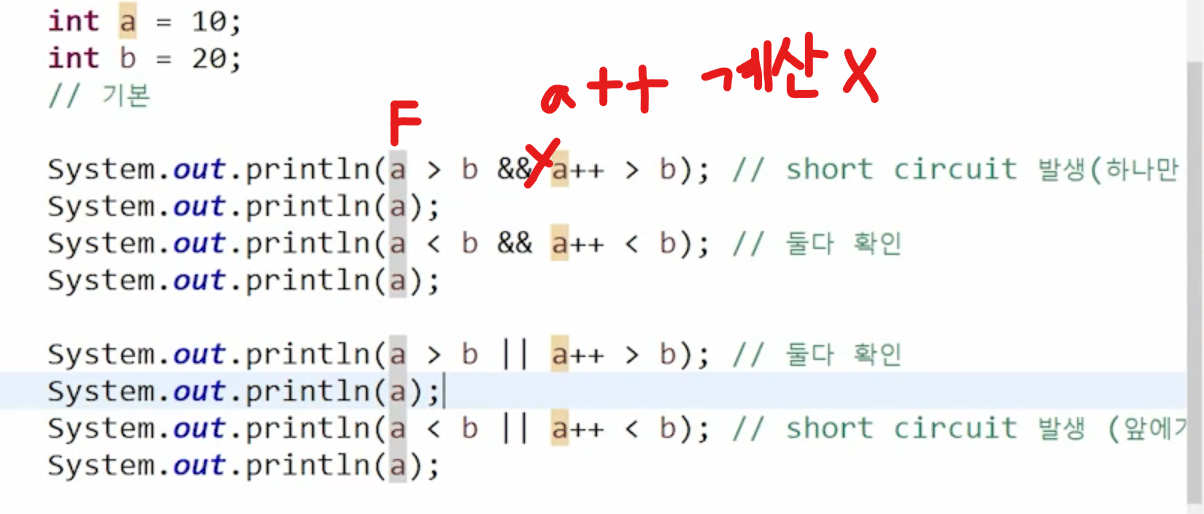 int a = 10;
int b = 20;
// 기본
a++ 계산 X
F
System.out.println(a > b && a++ > b); // short circuit 발생(하나만
X
System.out.println(a);
System.out.println(a < b && a++ < b); // 둘다 확인
System.out.println(a);
System.out.println(a > b || a++ > b); // 둘다 확인
System.out.println(a);
System.out.println(a < b || a++ < b); // short circuit 발생 (앞에
System.out.println(a);